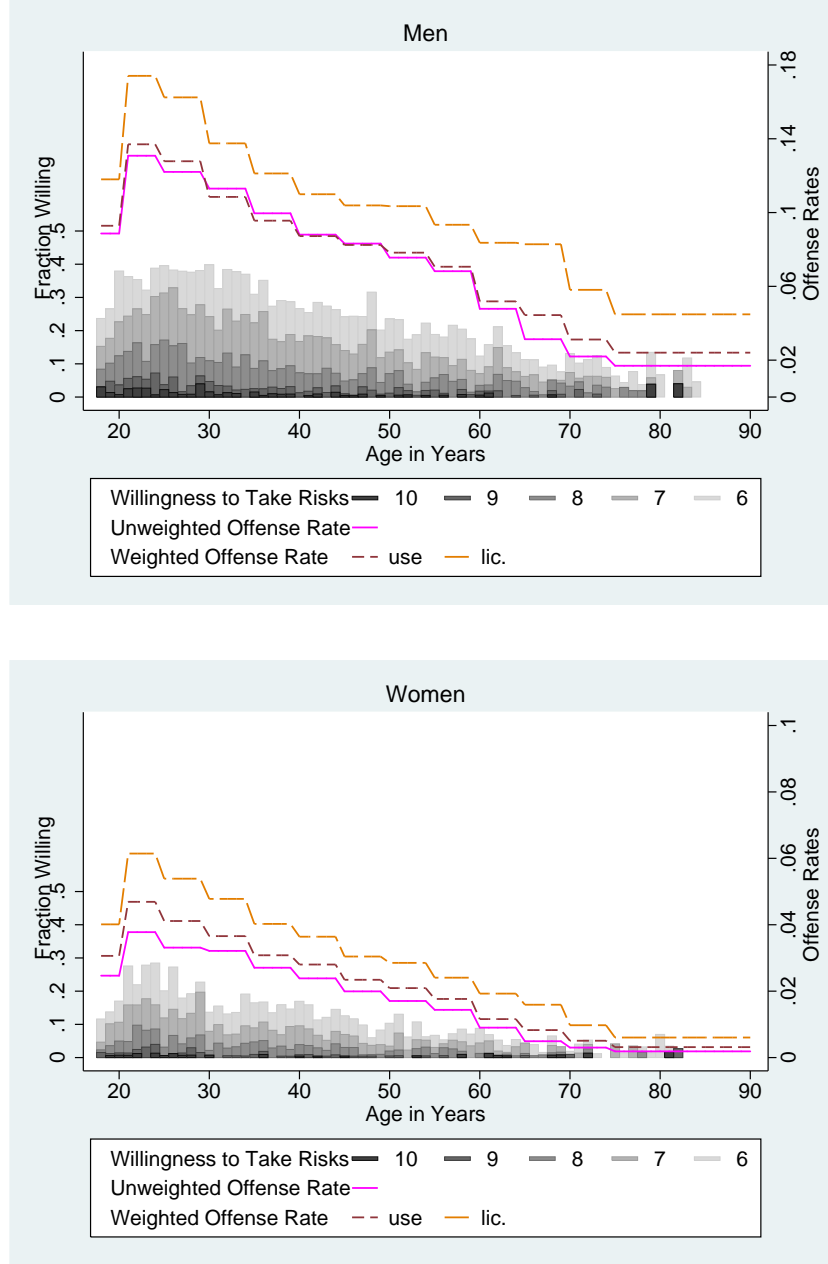 Men
Fraction Willing
0 .1 .2 .3 .4 .5
0 .02 .06 .1 .14 .18
Offense Rates
20 30 40 50 60 70 80 90
Age in Years
Willingness to Take Risks 10 9 8 7 6
Unweighted Offense Rate
Weighted Offense Rate use lic.
Women
Fraction Willing
0 .1 .2 .3 .4 .5
0 .02 .04 .06 .08 .1
Offense Rates
20 30 40 50 60 70 80 90
Age in Years
Willingness to Take Risks 10 9 8 7 6
Unweighted Offense Rate
Weighted Offense Rate use lic.